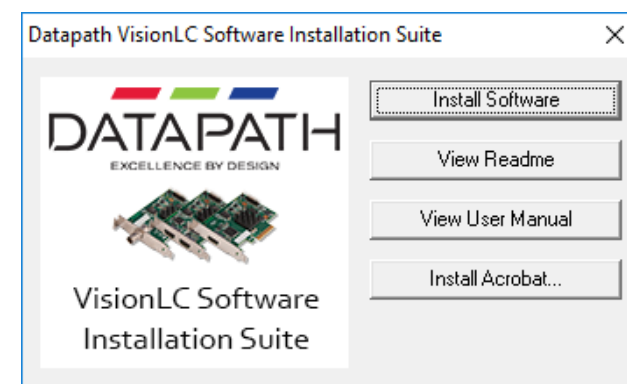 Datapath VisionLC Software Installation Suite
DATAPATH
EXCELLENCE BY DESIGN
VisionLC Software
Installation Suite
Install Software
View Readme
View User Manual
Install Acrobat...